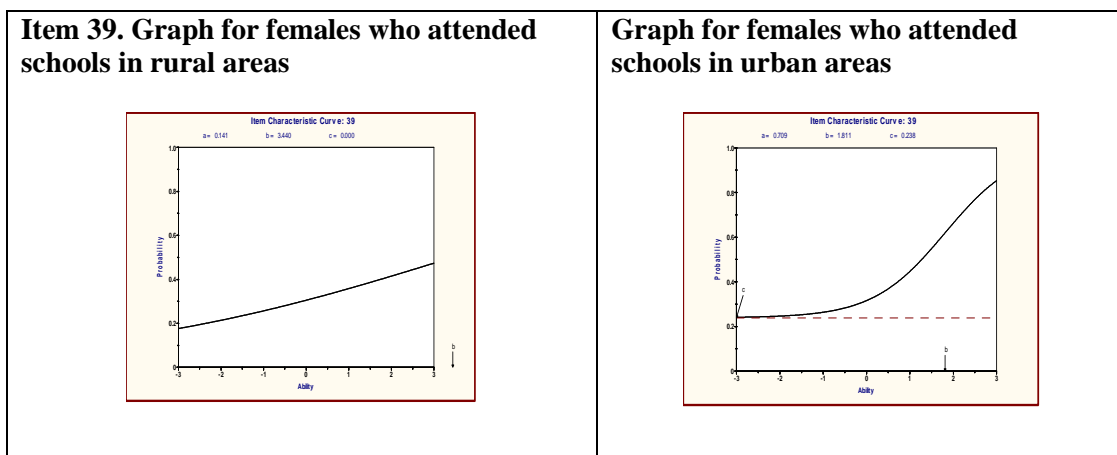 Item 39. Graph for females who attended
schools in rural areas
Item Characteristic Curve: 39
a = 0.141 b = 3.440 c = 0.000
1.0
0.8
0.6
0.4
0.2
0
Probability
-3 -2 -1 0 1 2 3
b
Ability
Graph for females who attended
schools in urban areas
Item Characteristic Curve: 39
a = 0.709 b = 1.811 c = 0.238
1.0
0.8
0.6
0.4
0.2
0
Probability
c
b
-3 -2 -1 0 1 2 3
Ability